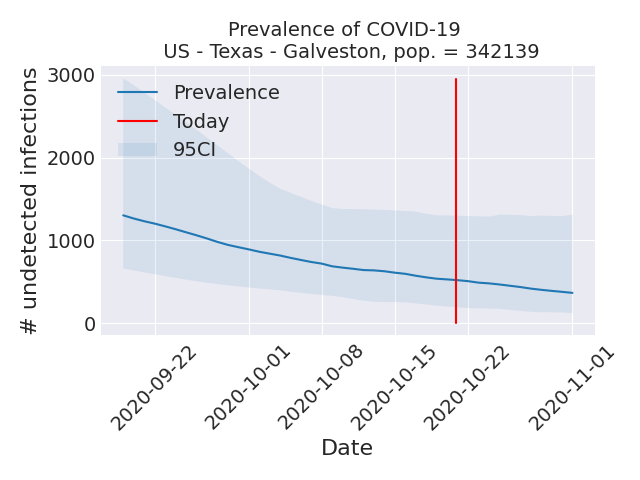 Prevalence of COVID-19
US - Texas - Galveston, pop. = 342139
# undetected infections
3000
2000
1000
0
Prevalence
Today
95CI
2020-09-22
2020-10-01
2020-10-08
2020-10-15
2020-10-22
2020-11-01
Date